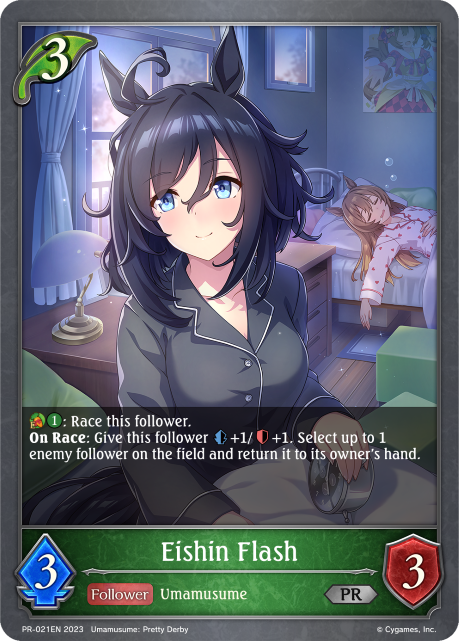 3
1 : Race this follower.
On Race: Give this follower +1/ +1. Select up to 1
enemy follower on the field and return it to its owner's hand.
Eishin Flash
3
Follower Umamusume
PR
3
PR-021EN 2023 Umamusume: Pretty Derby
© Cygames, Inc.